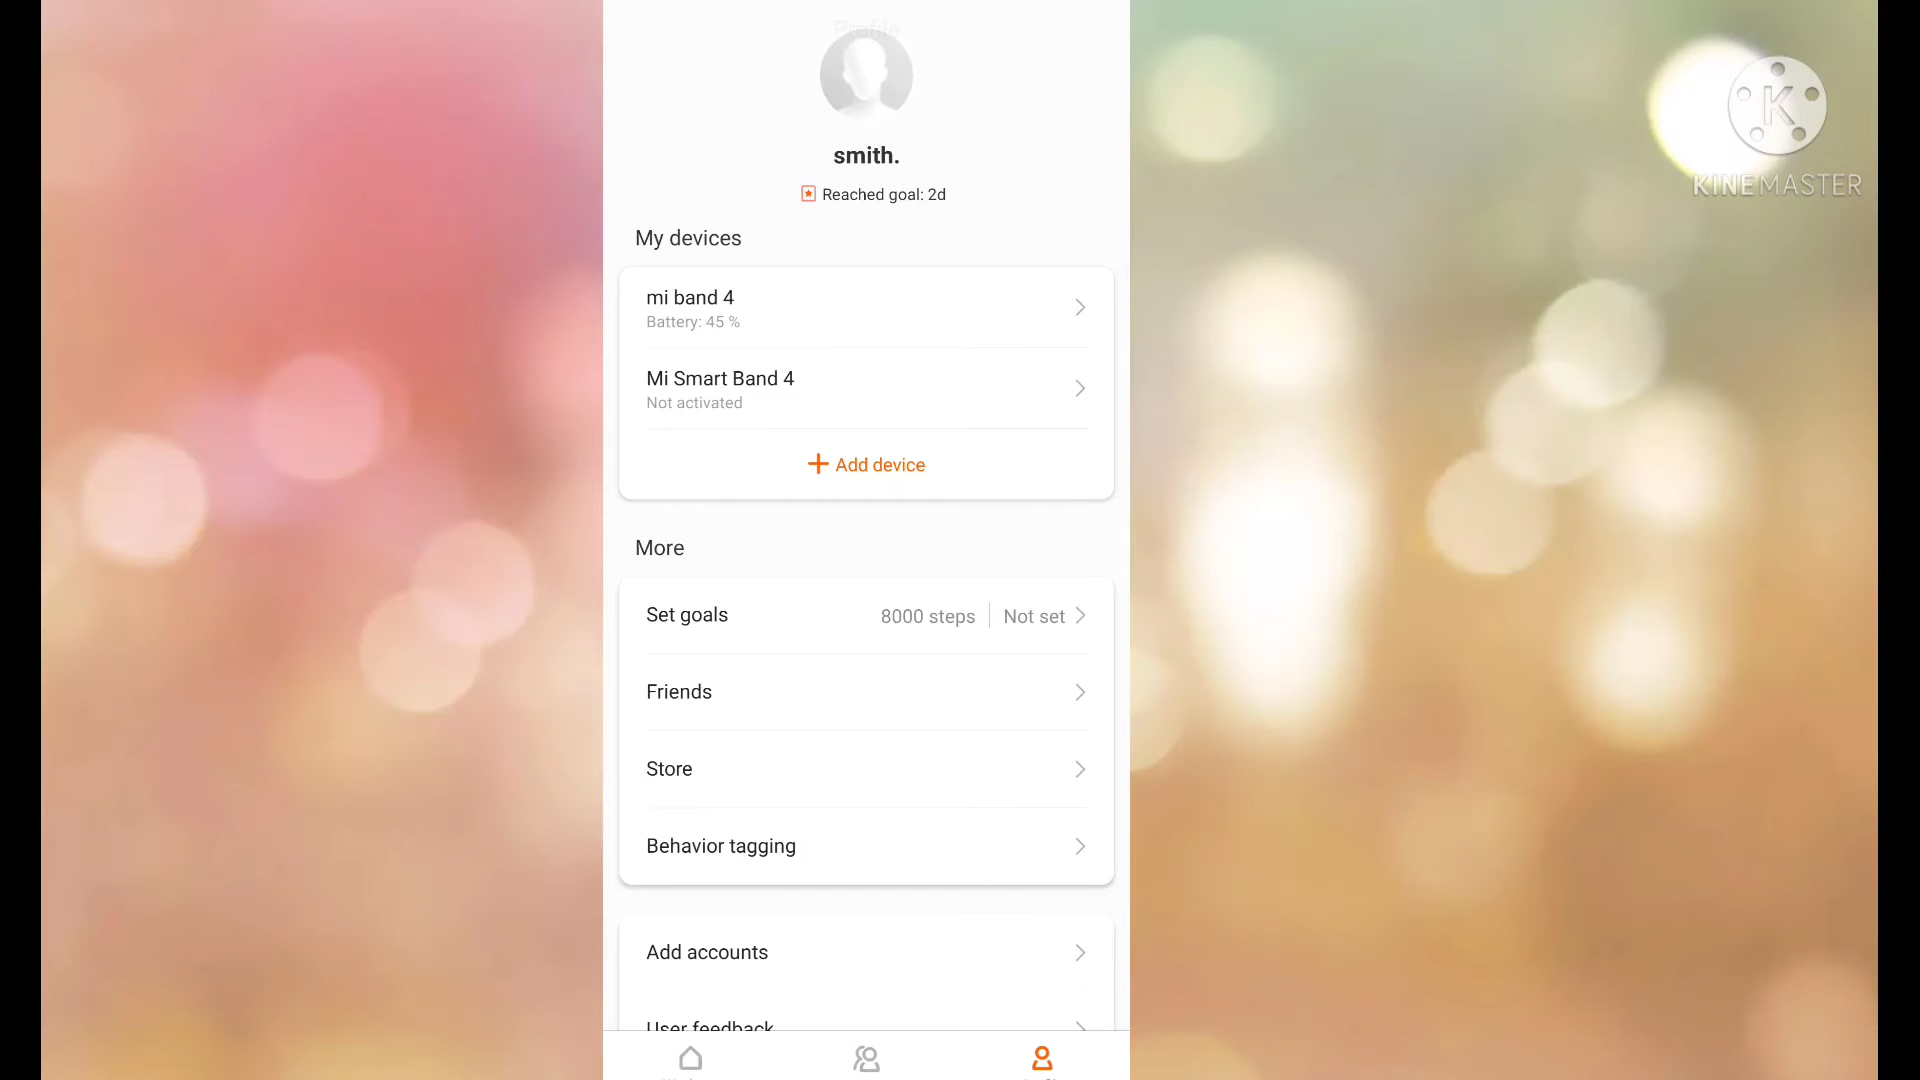 Profile
smith.
Reached goal: 2d
My devices
mi band 4
Battery: 45 %
Mi Smart Band 4
Not activated
Add device
More
Set goals 8000 steps Not set
Friends
Store
Behavior tagging
Add accounts
User feedback
K
KINEMASTER